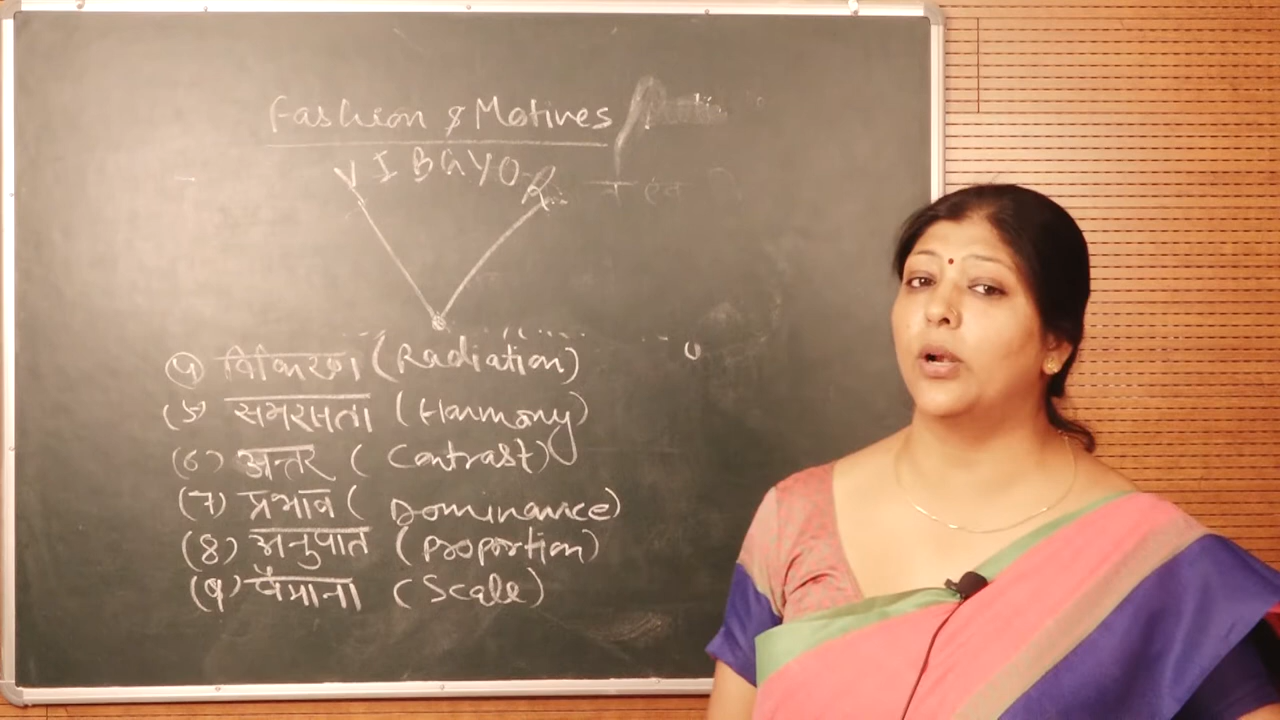 Fashion & Motives
V I B G Y O R
(4) विकिरण (Radiation)
(5) समरसता (Harmony)
(6) अन्तर (Contrast)
(7) प्रभाव (Dominance)
(8) अनुपात (Proportion)
(9) पैमाना (Scale)